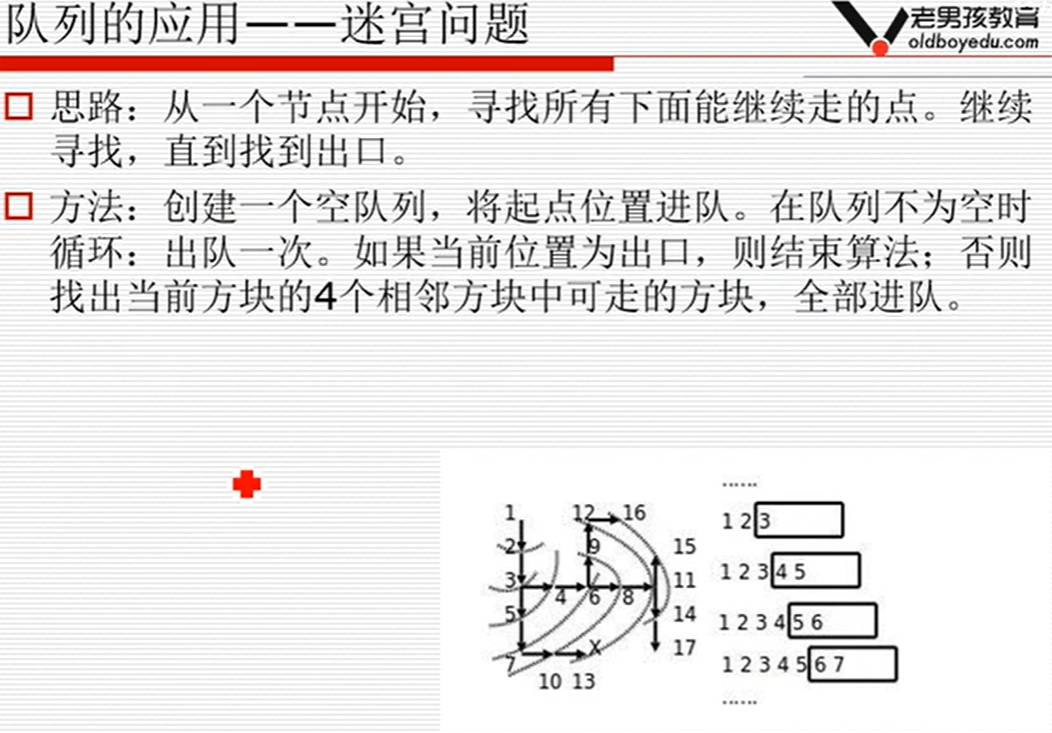 队列的应用——迷宫问题
老男孩教育
oldboyedu.com
思路：从一个节点开始，寻找所有下面能继续走的点。继续
寻找，直到找到出口。
方法：创建一个空队列，将起点位置进队。在队列不为空时
循环：出队一次。如果当前位置为出口，则结束算法；否则
找出当前方块的4个相邻方块中可走的方块，全部进队。
1 12 16
2 9 15
3 4 6 8 11
5 14
7 X 17
10 13
……
1 2 3
1 2 3 4 5
1 2 3 4 5 6
1 2 3 4 5 6 7
……